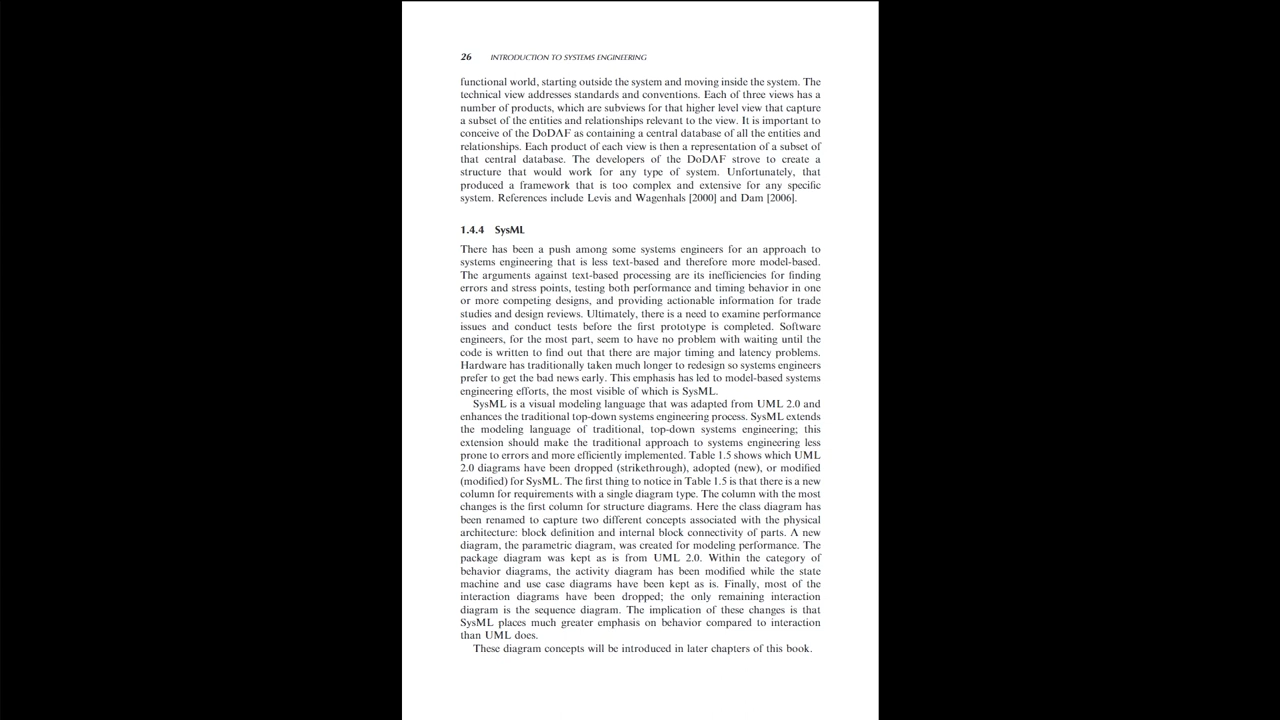 26 INTRODUCTION TO SYSTEMS ENGINEERING
functional world, starting outside the system and moving inside the system. The
technical view addresses standards and conventions. Each of three views has a
number of products, which are subviews for that higher level view that capture
a subset of the entities and relationships relevant to the view. It is important to
conceive of the DoDAF as containing a central database of all the entities and
relationships. Each product of each view is then a representation of a subset of
that central database. The developers of the DoDAF strove to create a
structure that would work for any type of system. Unfortunately, that
produced a framework that is too complex and extensive for any specific
system. References include Levis and Wagenhals [2000] and Dam [2006].
1.4.4 SysML
There has been a push among some systems engineers for an approach to
systems engineering that is less text-based and therefore more model-based.
The arguments against text-based processing are its inefficiencies for finding
errors and stress points, testing both performance and timing behavior in one
or more competing designs, and providing actionable information for trade
studies and design reviews. Ultimately, there is a need to examine performance
issues and conduct tests before the first prototype is completed. Software
engineers, for the most part, seem to have no problem with waiting until the
code is written to find out that there are major timing and latency problems.
Hardware has traditionally taken much longer to redesign so systems engineers
prefer to get the bad news early. This emphasis has led to model-based systems
engineering efforts, the most visible of which is SysML.
SysML is a visual modeling language that was adapted from UML 2.0 and
enhances the traditional top-down systems engineering process. SysML extends
the modeling language of traditional, top-down systems engineering; this
extension should make the traditional approach to systems engineering less
prone to errors and more efficiently implemented. Table 1.5 shows which UML
2.0 diagrams have been dropped (strikethrough), adopted (new), or modified
(modified) for SysML. The first thing to notice in Table 1.5 is that there is a new
column for requirements with a single diagram type. The column with the most
changes is the first column for structure diagrams. Here the class diagram has
been renamed to capture two different concepts associated with the physical
architecture: block definition and internal block connectivity of parts. A new
diagram, the parametric diagram, was created for modeling performance. The
package diagram was kept as is from UML 2.0. Within the category of
behavior diagrams, the activity diagram has been modified while the state
machine and use case diagrams have been kept as is. Finally, most of the
interaction diagrams have been dropped; the only remaining interaction
diagram is the sequence diagram. The implication of these changes is that
SysML places much greater emphasis on behavior compared to interaction
than UML does.
These diagram concepts will be introduced in later chapters of this book.